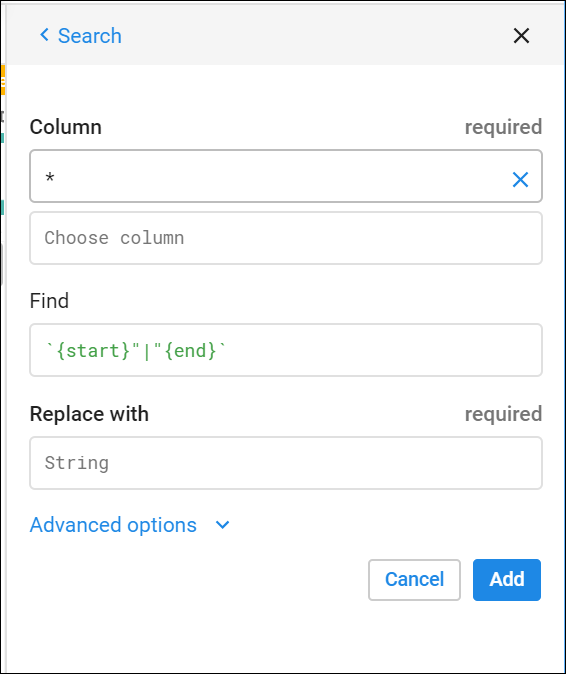 Search
Column required
*
Choose column
Find
`{start}"|"{end}`
Replace with required
String
Advanced options
Cancel Add